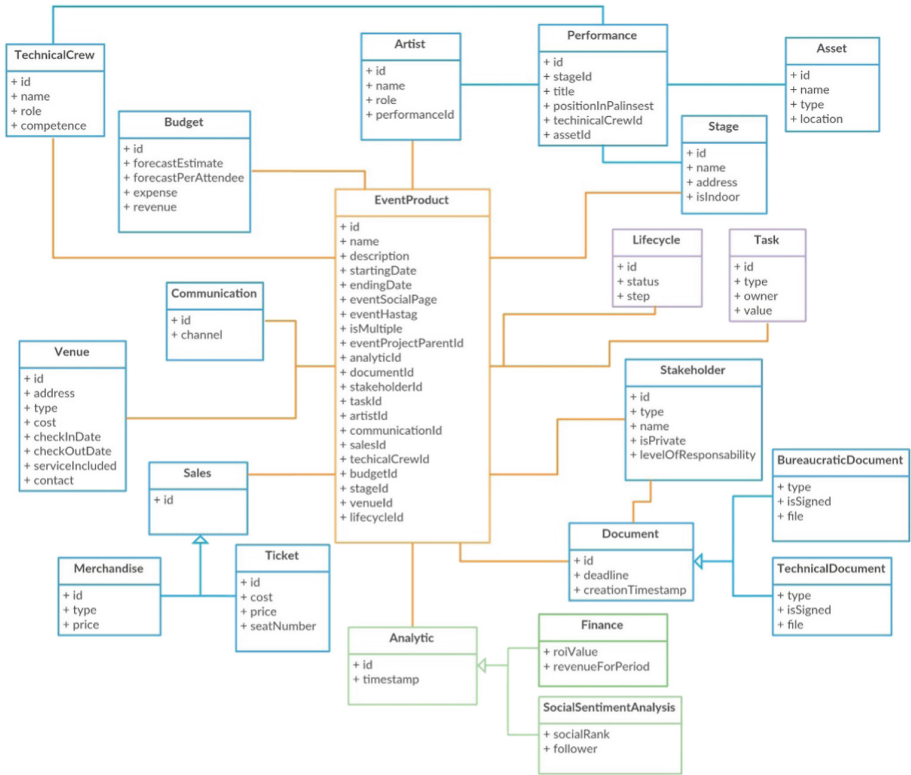 TechnicalCrew
+ id
+ name
+ role
+ competence
Artist
+ id
+ name
+ role
+ performanceId
Performance
+ id
+ stageId
+ title
+ positionInPalinsest
+ techinicalCrewId
+ assetId
Asset
+ id
+ name
+ type
+ location
Budget
+ id
+ forecastEstimate
+ forecastPerAttendee
+ expense
+ revenue
Stage
+ id
+ name
+ address
+ isIndoor
EventProduct
+ id
+ name
+ description
+ startingDate
+ endingDate
+ eventSocialPage
+ eventHastag
+ isMultiple
+ eventProjectParentId
+ analyticId
+ documentId
+ stakeholderId
+ taskId
+ artistId
+ communicationId
+ salesId
+ techicalCrewId
+ budgetId
+ stageId
+ venueId
+ lifecycleId
Lifecycle
+ id
+ status
+ step
Task
+ id
+ type
+ owner
+ value
Communication
+ id
+ channel
Venue
+ id
+ address
+ type
+ cost
+ checkInDate
+ checkOutDate
+ serviceIncluded
+ contact
Stakeholder
+ id
+ type
+ name
+ isPrivate
+ levelOfResponsability
Sales
+ id
BureaucraticDocument
+ type
+ isSigned
+ file
Document
+ id
+ deadline
+ creationTimestamp
TechnicalDocument
+ type
+ isSigned
+ file
Merchandise
+ id
+ type
+ price
Ticket
+ id
+ cost
+ price
+ seatNumber
Analytic
+ id
+ timestamp
Finance
+ roiValue
+ revenueForPeriod
SocialSentimentAnalysis
+ socialRank
+ follower